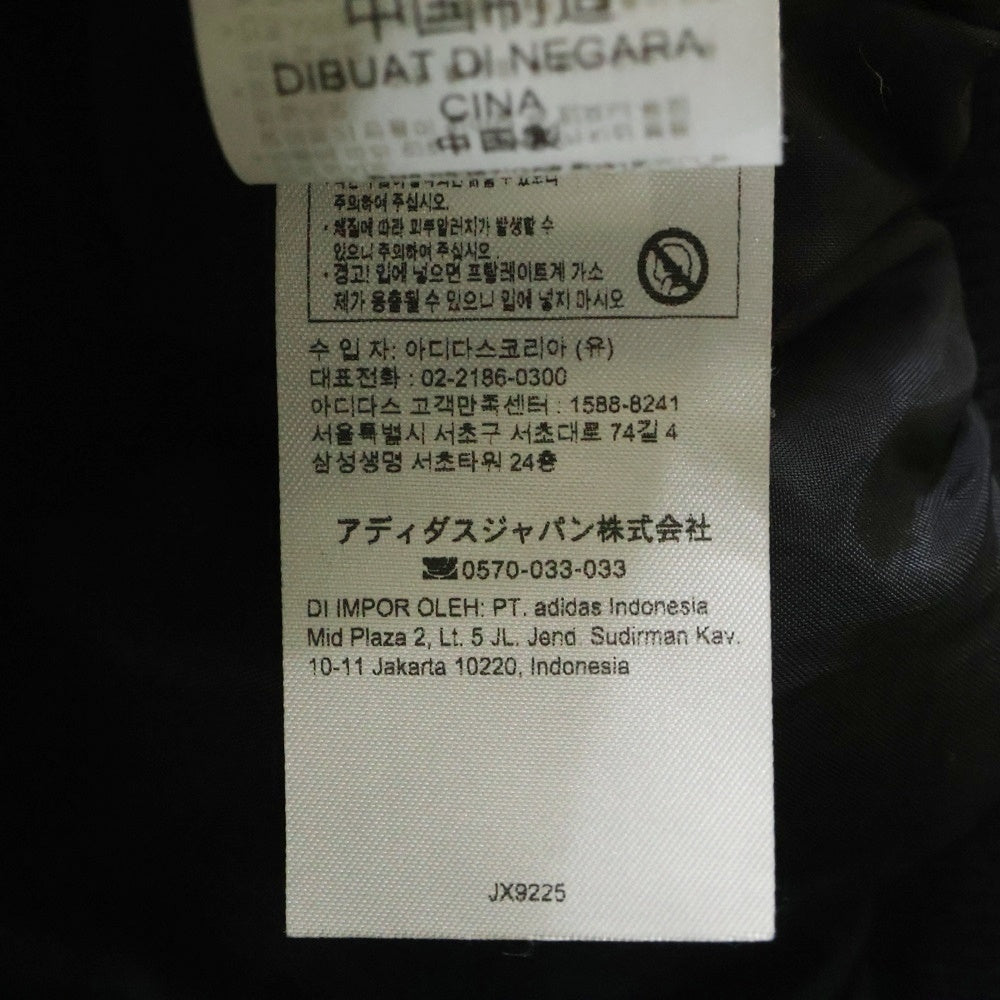 中国制造
DIBUAT DI NEGARA
CINA
中国製
주의하여 주십시오.
· 체질에 따라 피부알러지가 발생할 수
있으니 주의하여 주십시오.
· 경고! 입에 넣으면 프탈레이트계 가소
제가 용출될 수 있으니 입에 넣지 마시오
수 입 자: 아디다스코리아 (유)
대표전화 : 02-2186-0300
아디다스 고객만족센터 : 1588-8241
서울특별시 서초구 서초대로 74길 4
삼성생명 서초타워 24층
アディダスジャパン株式会社
☎0570-033-033
DI IMPOR OLEH: PT. adidas Indonesia
Mid Plaza 2, Lt. 5 JL. Jend Sudirman Kav.
10-11 Jakarta 10220, Indonesia
JX9225